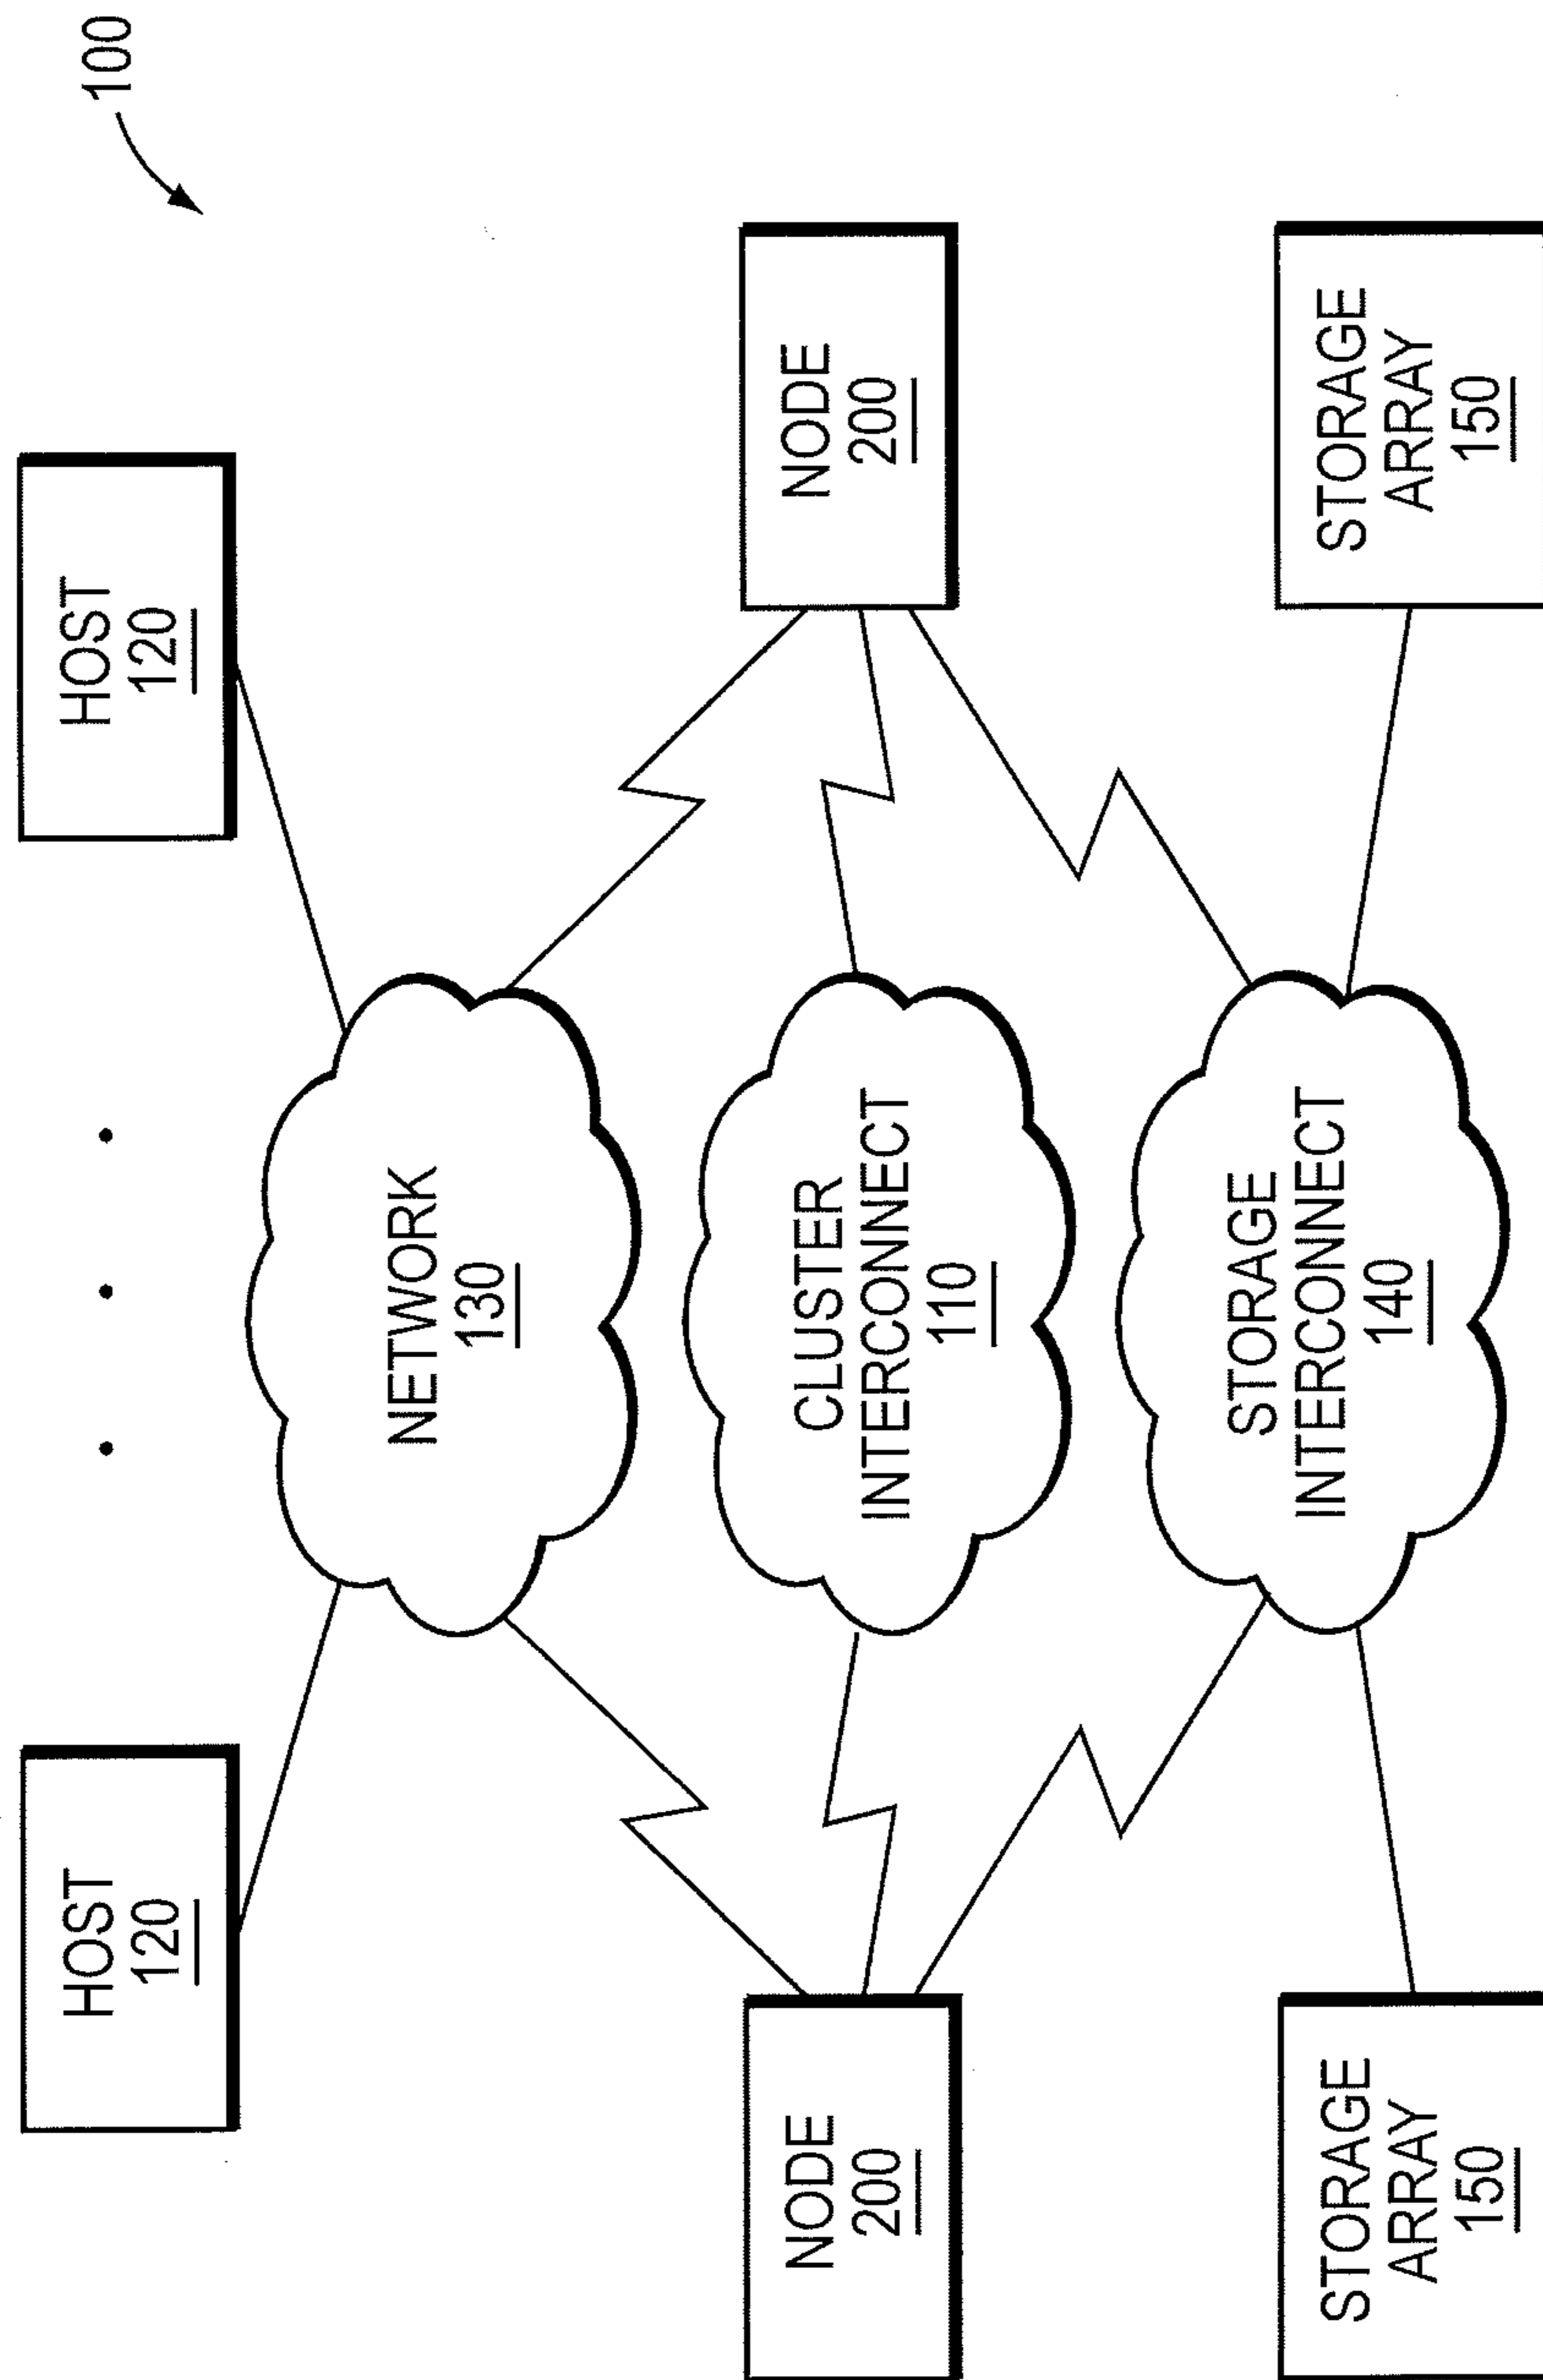 100
HOST
120
. . .
HOST
120
NETWORK
130
NODE
200
CLUSTER
INTERCONNECT
110
NODE
200
STORAGE
INTERCONNECT
140
STORAGE
ARRAY
150
STORAGE
ARRAY
150